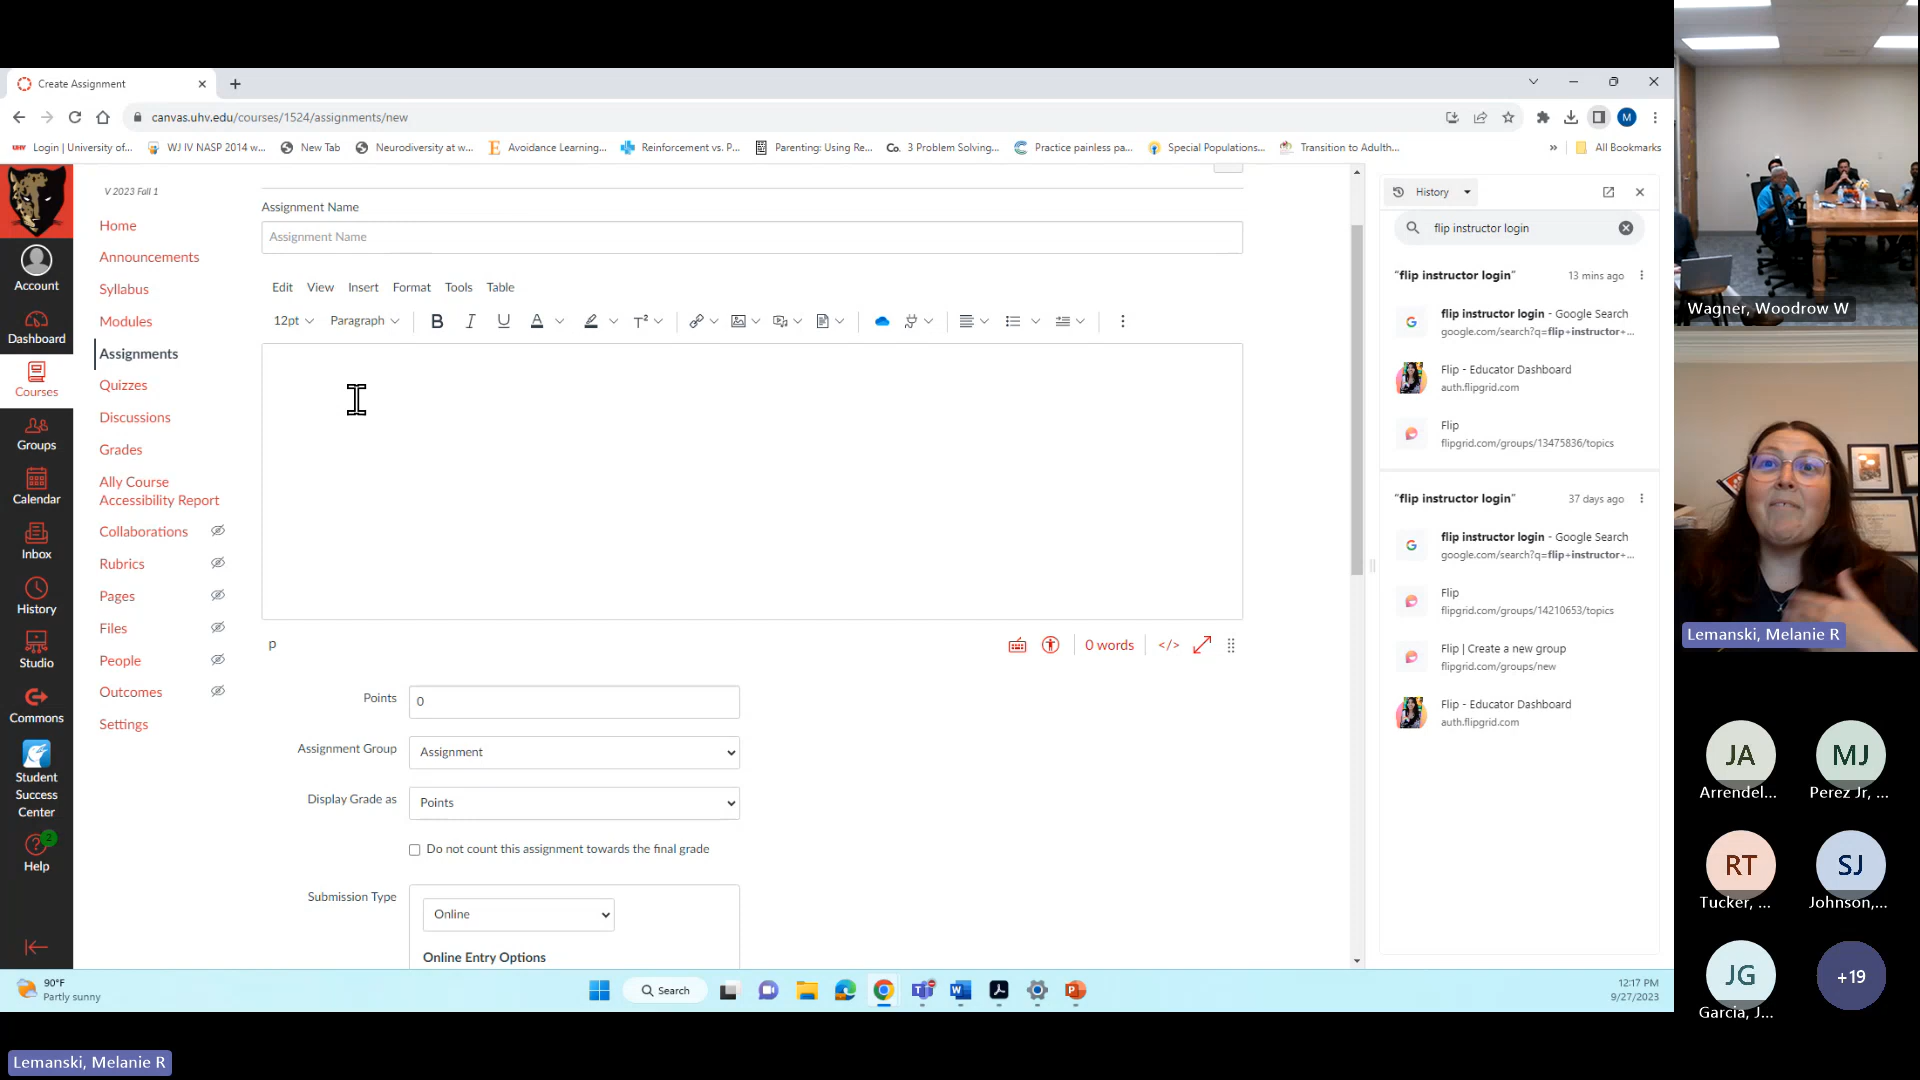 Create Assignment
canvas.uhv.edu/courses/1524/assignments/new
M
Login | University of...
WJ IV NASP 2014 w...
New Tab
Neurodiversity at w...
Avoidance Learning...
Reinforcement vs. P...
Parenting: Using Re...
3 Problem Solving...
Practice painless pa...
Special Populations...
Transition to Adulth...
»
All Bookmarks
Account
Dashboard
Courses
Groups
Calendar
Inbox
History
Studio
Commons
Student
Success
Center
2
Help
V 2023 Fall 1
Home
Announcements
Syllabus
Modules
Assignments
Quizzes
Discussions
Grades
Ally Course
Accessibility Report
Collaborations
Rubrics
Pages
Files
People
Outcomes
Settings
Assignment Name
Assignment Name
Edit View Insert Format Tools Table
12pt Paragraph B I U A T²
p
0 words </>
Points 0
Assignment Group Assignment
Display Grade as Points
Do not count this assignment towards the final grade
Submission Type
Online
Online Entry Options
History
flip instructor login
"flip instructor login" 13 mins ago
flip instructor login - Google Search
google.com/search?q=flip+instructor+...
Flip - Educator Dashboard
auth.flipgrid.com
Flip
flipgrid.com/groups/13475836/topics
"flip instructor login" 37 days ago
flip instructor login - Google Search
google.com/search?q=flip+instructor+...
Flip
flipgrid.com/groups/14210653/topics
Flip | Create a new group
flipgrid.com/groups/new
Flip - Educator Dashboard
auth.flipgrid.com
90°F
Partly sunny
Search
12:17 PM
9/27/2023
Wagner, Woodrow W
Lemanski, Melanie R
JA
Arrendel...
MJ
Perez Jr, ...
RT
Tucker, ...
SJ
Johnson,...
JG
Garcia, J...
+19
Lemanski, Melanie R